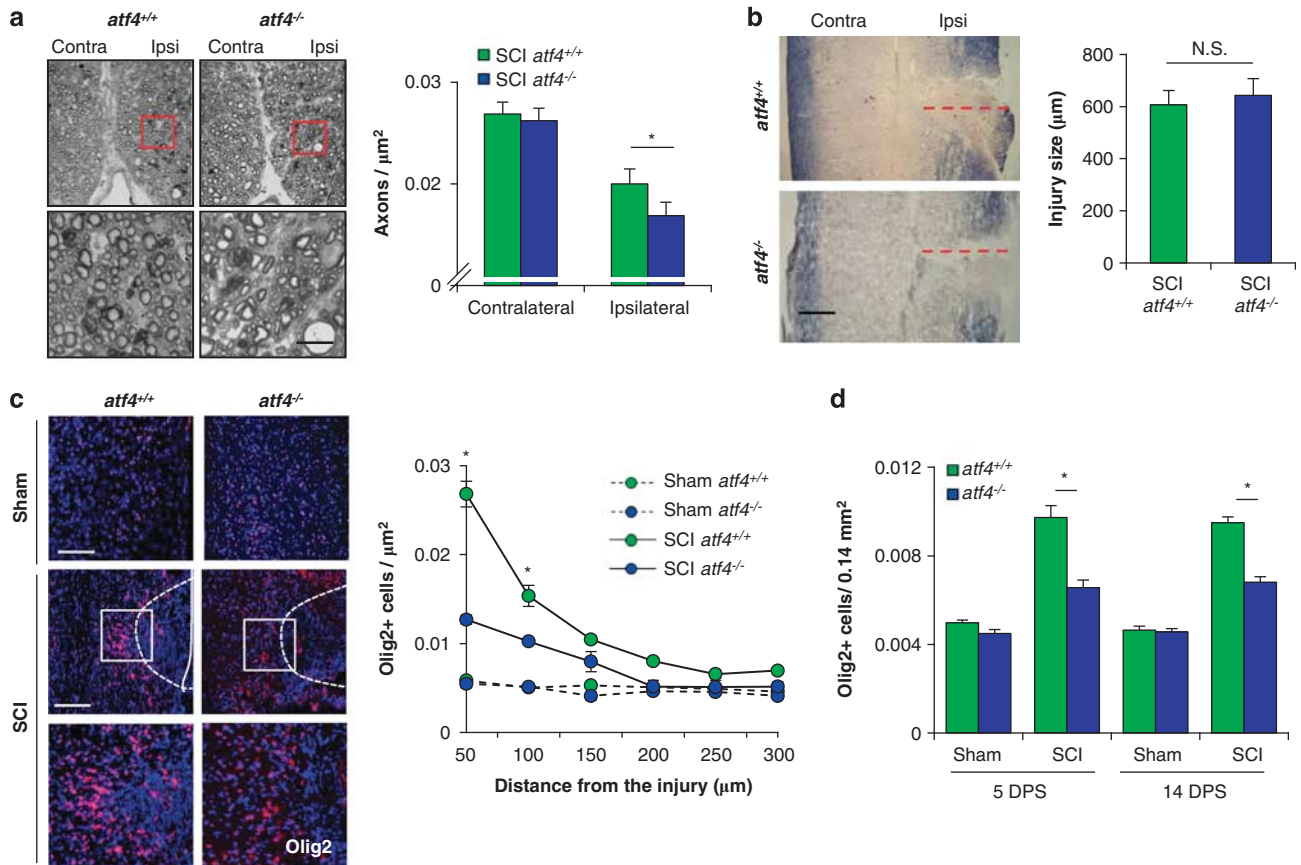 a
atf4+/+ atf4-/-
Contra Ipsi Contra Ipsi
SCI atf4+/+
SCI atf4-/-
Axons / µm2
0.03
0.02
0
*
Contralateral Ipsilateral
b
Contra Ipsi
atf4+/+
atf4-/-
N.S.
Injury size (µm)
800
600
400
200
0
SCI SCI
atf4+/+ atf4-/-
c
atf4+/+ atf4-/-
Sham
SCI
Olig2
Olig2+ cells / µm2
0.03
0.02
0.01
0
*
*
Sham atf4+/+
Sham atf4-/-
SCI atf4+/+
SCI atf4-/-
50 100 150 200 250 300
Distance from the injury (µm)
d
atf4+/+
atf4-/-
Olig2+ cells/ 0.14 mm2
0.012
0.008
0.004
0
* *
Sham SCI Sham SCI
5 DPS 14 DPS